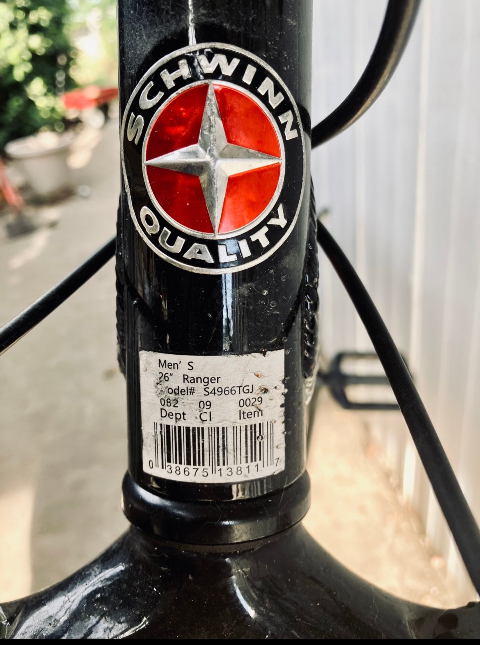 SCHWINN
QUALITY
Men' S
26" Ranger
odel# S4966TGJ
082 09 0029
Dept Cl Item
0 38675 13811 7